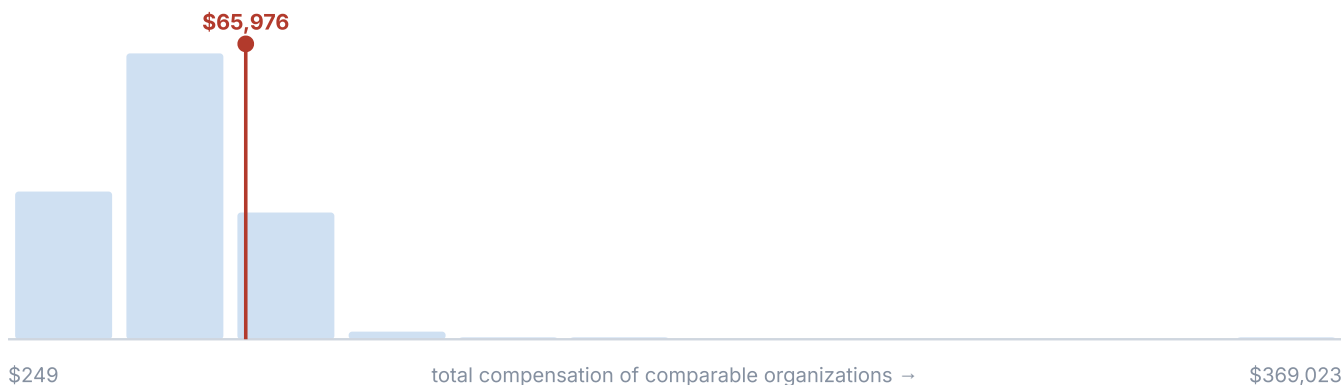 $65,976
$249 total compensation of comparable organizations → $369,023